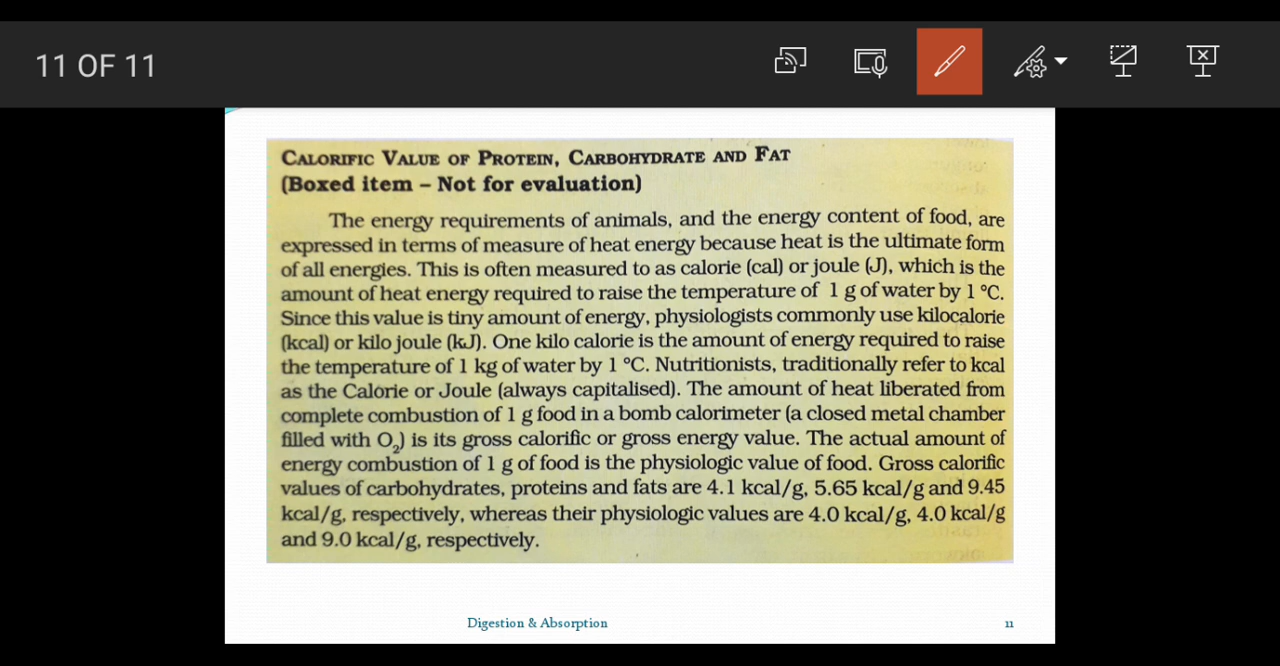 11 OF 11
CALORIFIC VALUE OF PROTEIN, CARBOHYDRATE AND FAT
(Boxed item – Not for evaluation)
The energy requirements of animals, and the energy content of food, are
expressed in terms of measure of heat energy because heat is the ultimate form
of all energies. This is often measured to as calorie (cal) or joule (J), which is the
amount of heat energy required to raise the temperature of 1 g of water by 1 °C.
Since this value is tiny amount of energy, physiologists commonly use kilocalorie
(kcal) or kilo joule (kJ). One kilo calorie is the amount of energy required to raise
the temperature of 1 kg of water by 1 °C. Nutritionists, traditionally refer to kcal
as the Calorie or Joule (always capitalised). The amount of heat liberated from
complete combustion of 1 g food in a bomb calorimeter (a closed metal chamber
filled with O₂) is its gross calorific or gross energy value. The actual amount of
energy combustion of 1 g of food is the physiologic value of food. Gross calorific
values of carbohydrates, proteins and fats are 4.1 kcal/g, 5.65 kcal/g and 9.45
kcal/g, respectively, whereas their physiologic values are 4.0 kcal/g, 4.0 kcal/g
and 9.0 kcal/g, respectively.
Digestion & Absorption
11